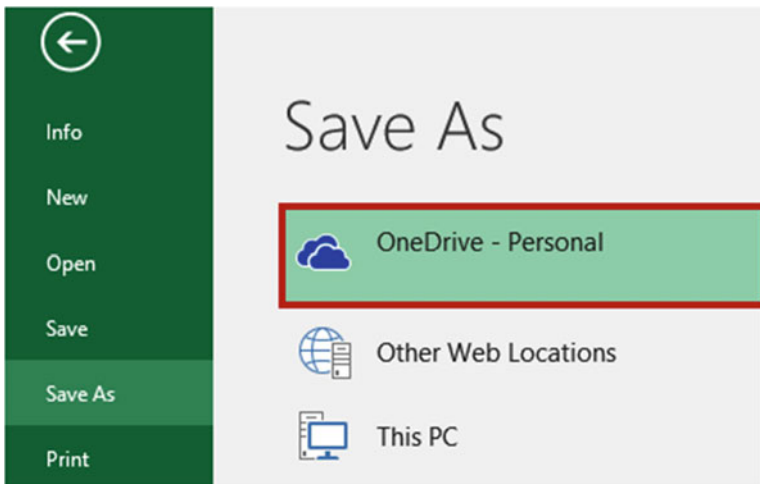 Info
New
Open
Save
Save As
Print
Save As
OneDrive - Personal
Other Web Locations
This PC